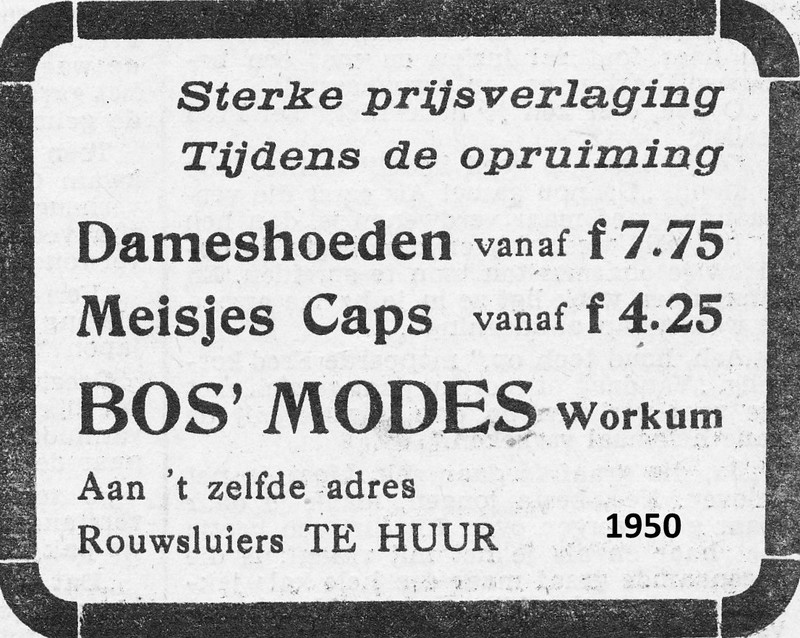 Sterke prijsverlaging
Tijdens de opruiming
Dameshoeden vanaf f 7.75
Meisjes Caps vanaf f 4.25
BOS' MODES Workum
Aan 't zelfde adres
Rouwsluiers TE HUUR
1950